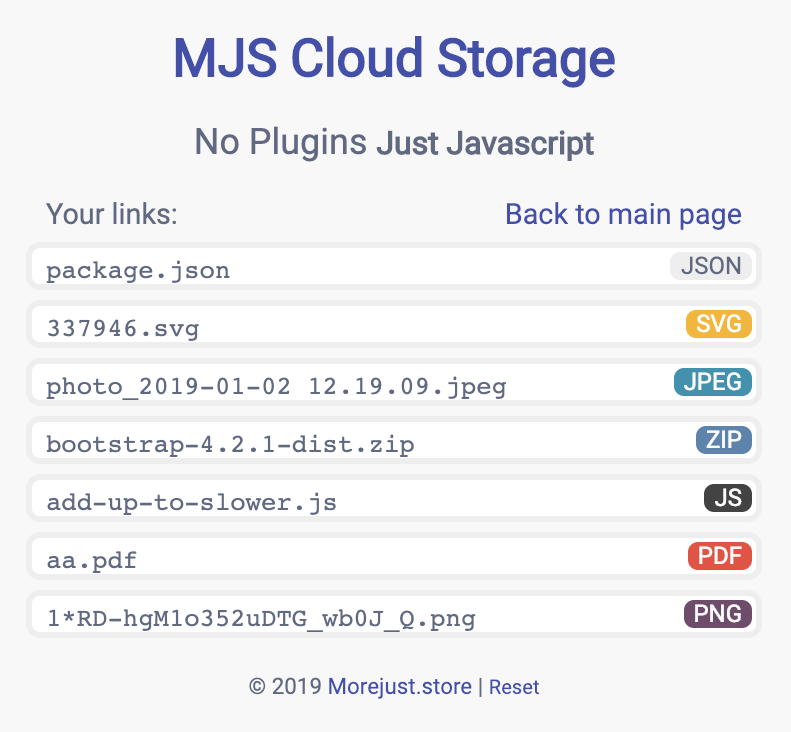 MJS Cloud Storage
No Plugins Just Javascript
Your links: Back to main page
package.json JSON
337946.svg SVG
photo_2019-01-02 12.19.09.jpeg JPEG
bootstrap-4.2.1-dist.zip ZIP
add-up-to-slower.js JS
aa.pdf PDF
1*RD-hgM1o352uDTG_wb0J_Q.png PNG
© 2019 Morejust.store | Reset